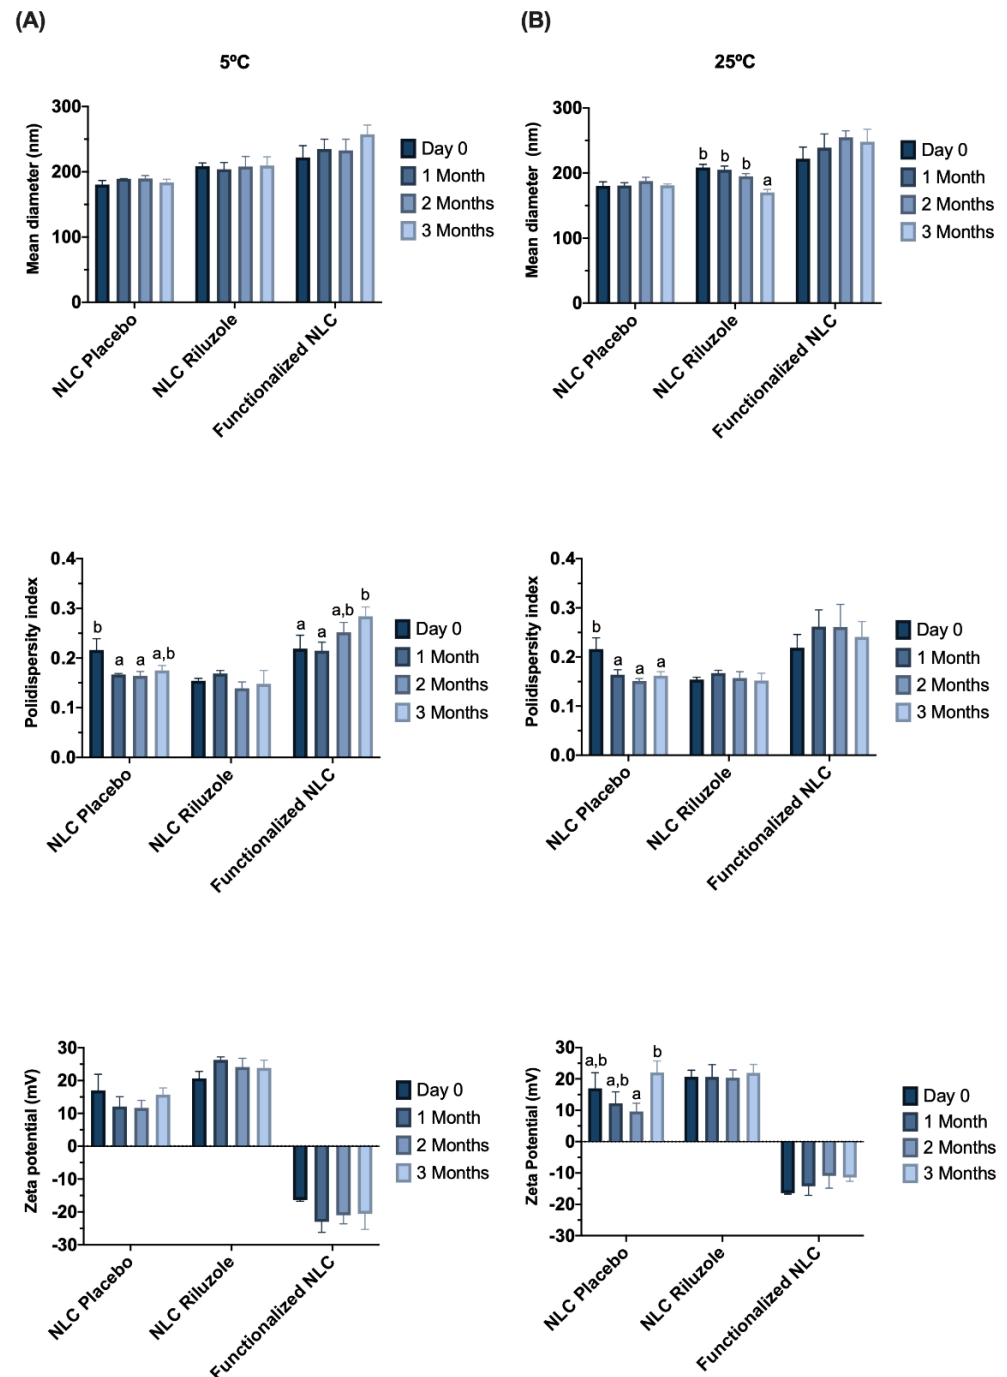 (A)
5ºC
Mean diameter (nm)
300
200
100
0
NLC Placebo
NLC Riluzole
Functionalized NLC
Day 0
1 Month
2 Months
3 Months
(B)
25ºC
Mean diameter (nm)
300
200
100
0
b b b a
NLC Placebo
NLC Riluzole
Functionalized NLC
Day 0
1 Month
2 Months
3 Months
Polidispersity index
0.4
0.3
0.2
0.1
0.0
b a a a,b
a a a,b b
NLC Placebo
NLC Riluzole
Functionalized NLC
Day 0
1 Month
2 Months
3 Months
Polidispersity index
0.4
0.3
0.2
0.1
0.0
b a a a
NLC Placebo
NLC Riluzole
Functionalized NLC
Day 0
1 Month
2 Months
3 Months
Zeta potential (mV)
30
20
10
0
-10
-20
-30
NLC Placebo
NLC Riluzole
Functionalized NLC
Day 0
1 Month
2 Months
3 Months
Zeta Potential (mV)
30
20
10
0
-10
-20
-30
a,b a,b a b
NLC Placebo
NLC Riluzole
Functionalized NLC
Day 0
1 Month
2 Months
3 Months